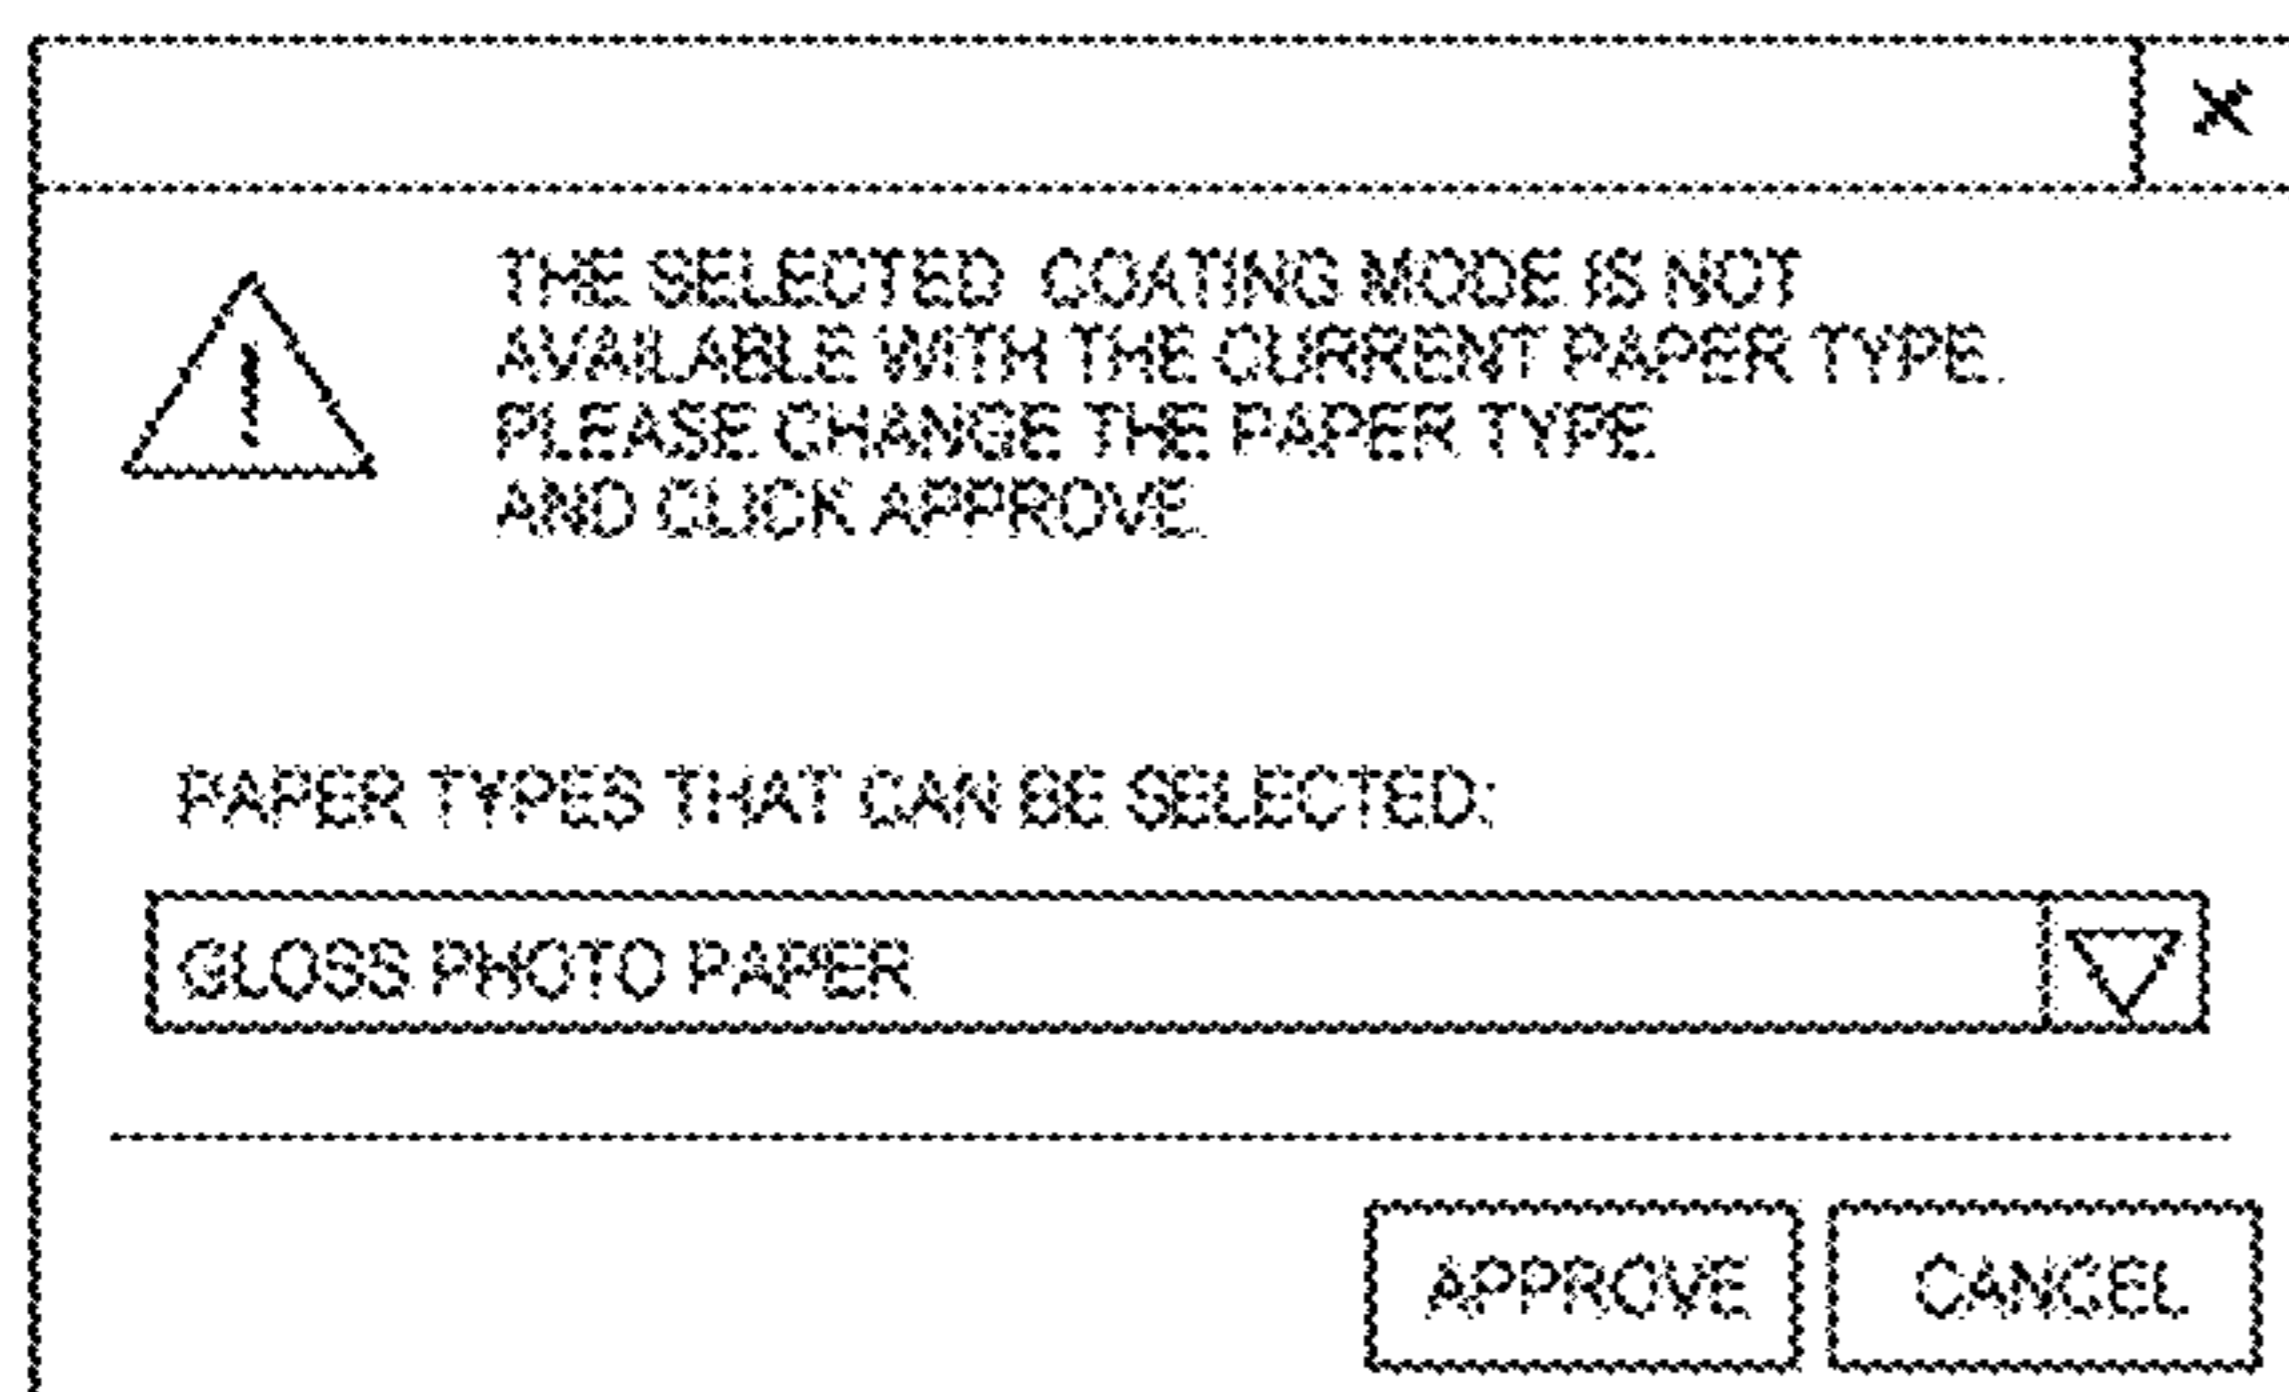 THE SELECTED COATING MODE IS NOT
AVAILABLE WITH THE CURRENT PAPER TYPE.
PLEASE CHANGE THE PAPER TYPE
AND CLICK APPROVE.
PAPER TYPES THAT CAN BE SELECTED:
GLOSS PHOTO PAPER
APPROVE CANCEL